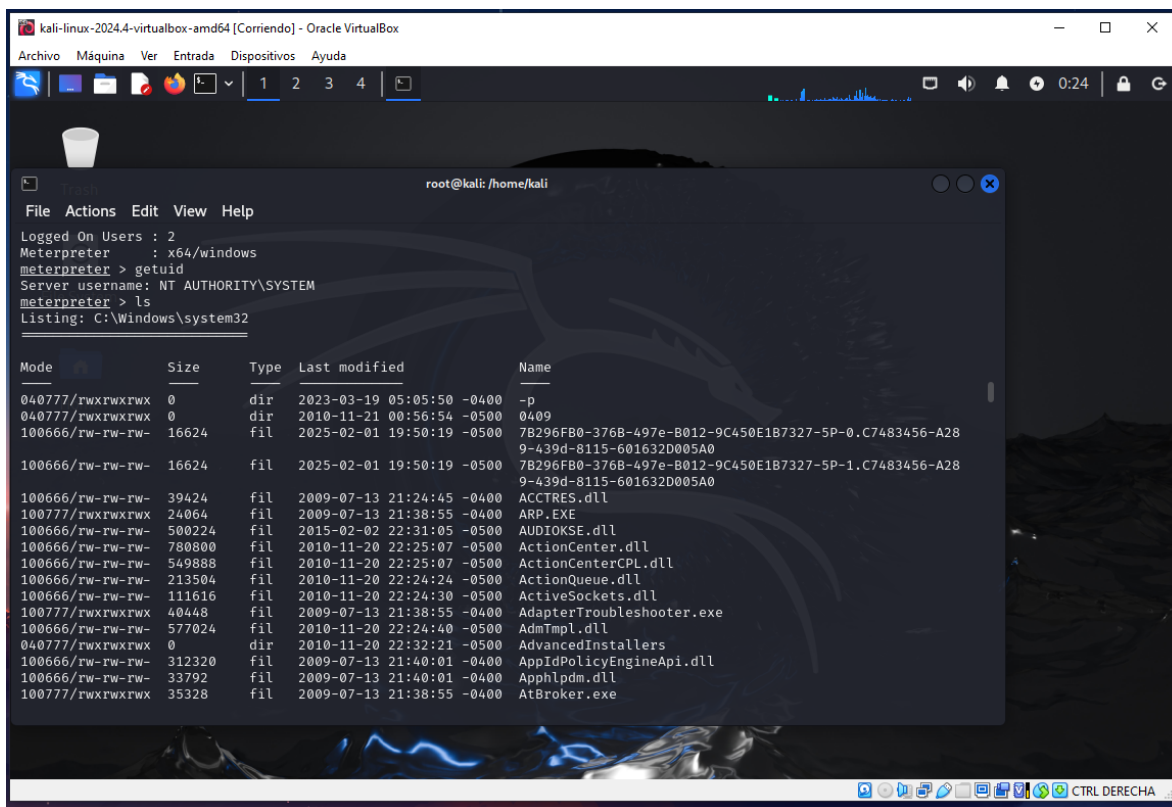 kali-linux-2024.4-virtualbox-amd64 [Corriendo] - Oracle VirtualBox
Archivo Máquina Ver Entrada Dispositivos Ayuda
1 2 3 4 0:24
Trash
root@kali: /home/kali
File Actions Edit View Help
Logged On Users : 2
Meterpreter : x64/windows
meterpreter > getuid
Server username: NT AUTHORITY\SYSTEM
meterpreter > ls
Listing: C:\Windows\system32
Mode Size Type Last modified Name
040777/rwxrwxrwx 0 dir 2023-03-19 05:05:50 -0400 -p
040777/rwxrwxrwx 0 dir 2010-11-21 00:56:54 -0500 0409
100666/rw-rw-rw- 16624 fil 2025-02-01 19:50:19 -0500 7B296FB0-376B-497e-B012-9C450E1B7327-5P-0.C7483456-A28
9-439d-8115-601632D005A0
100666/rw-rw-rw- 16624 fil 2025-02-01 19:50:19 -0500 7B296FB0-376B-497e-B012-9C450E1B7327-5P-1.C7483456-A28
9-439d-8115-601632D005A0
100666/rw-rw-rw- 39424 fil 2009-07-13 21:24:45 -0400 ACCTRES.dll
100777/rwxrwxrwx 24064 fil 2009-07-13 21:38:55 -0400 ARP.EXE
100666/rw-rw-rw- 500224 fil 2015-02-02 22:31:05 -0500 AUDIOKSE.dll
100666/rw-rw-rw- 780800 fil 2010-11-20 22:25:07 -0500 ActionCenter.dll
100666/rw-rw-rw- 549888 fil 2010-11-20 22:25:07 -0500 ActionCenterCPL.dll
100666/rw-rw-rw- 213504 fil 2010-11-20 22:24:24 -0500 ActionQueue.dll
100666/rw-rw-rw- 111616 fil 2010-11-20 22:24:30 -0500 ActiveSockets.dll
100777/rwxrwxrwx 40448 fil 2009-07-13 21:38:55 -0400 AdapterTroubleshooter.exe
100666/rw-rw-rw- 577024 fil 2010-11-20 22:24:40 -0500 AdmTmpl.dll
040777/rwxrwxrwx 0 dir 2010-11-20 22:32:21 -0500 AdvancedInstallers
100666/rw-rw-rw- 312320 fil 2009-07-13 21:40:01 -0400 AppIdPolicyEngineApi.dll
100666/rw-rw-rw- 33792 fil 2009-07-13 21:40:01 -0400 Apphlpdm.dll
100777/rwxrwxrwx 35328 fil 2009-07-13 21:38:55 -0400 AtBroker.exe
CTRL DERECHA